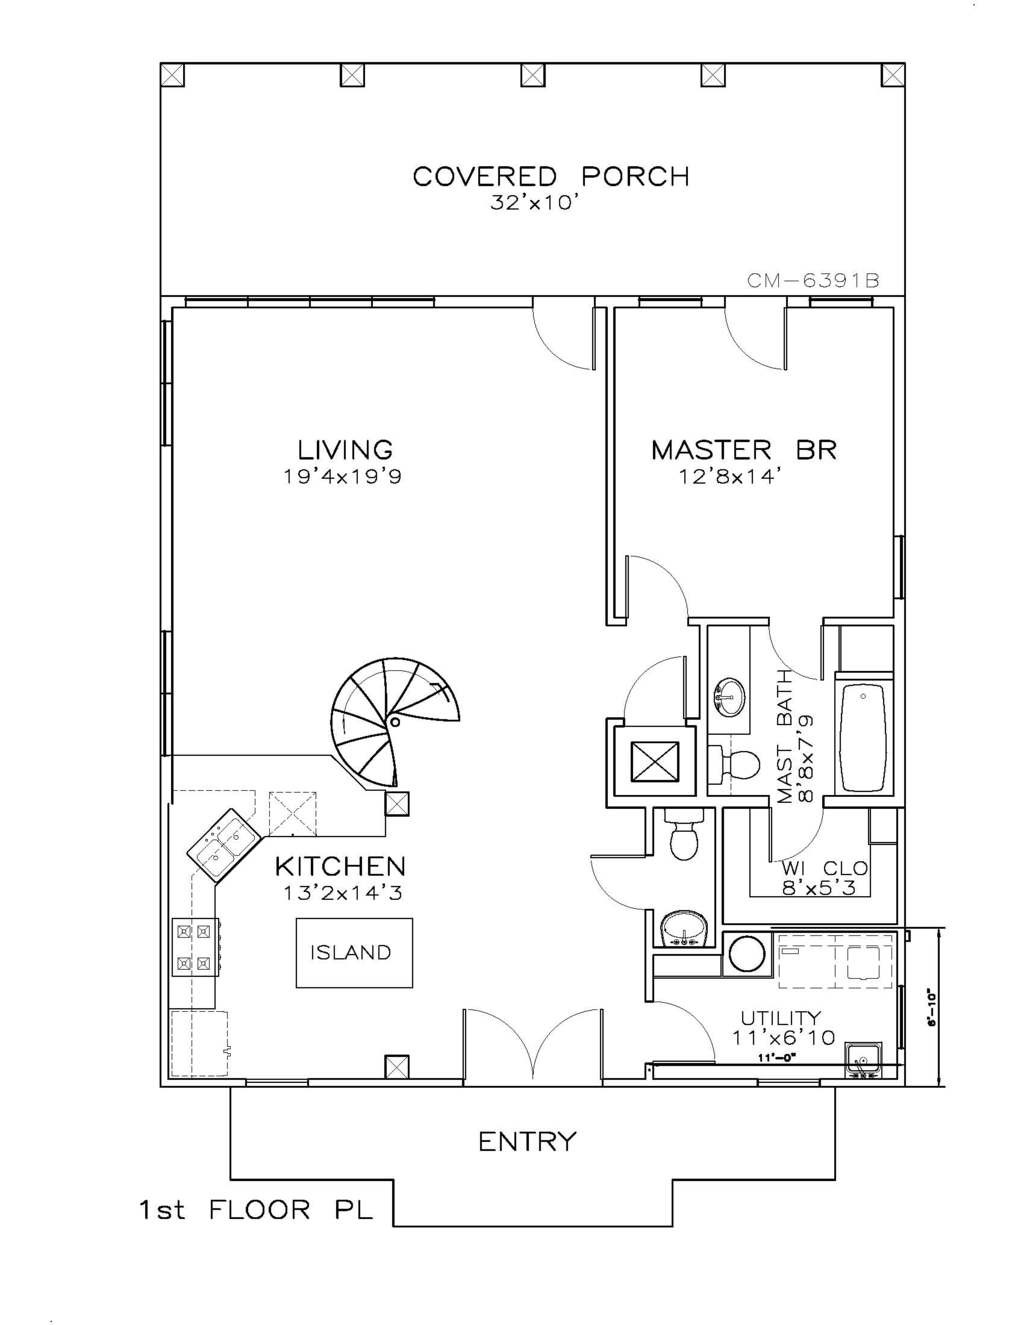 COVERED PORCH
32'x10'
CM-6391B
LIVING
19'4x19'9
MASTER BR
12'8x14'
MAST BATH
8'8x7'9
KITCHEN
13'2x14'3
WI CLO
8'x5'3
ISLAND
UTILITY
11'x6'10
11'-0"
6'-10"
ENTRY
1st FLOOR PL